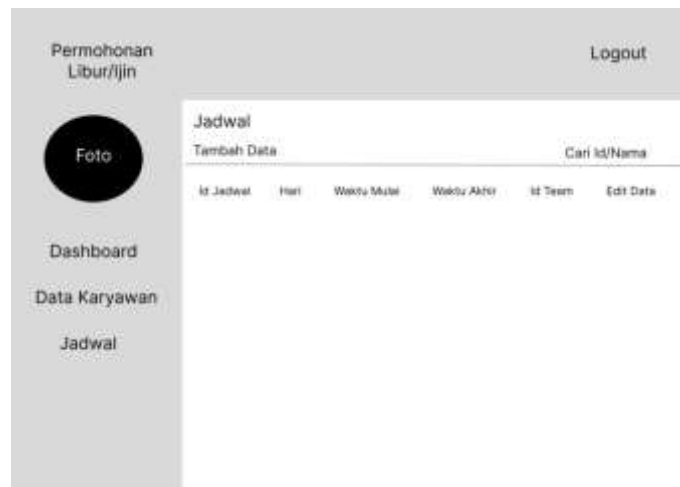 Permohonan
Libur/Ijin
Logout
Foto
Jadwal
Tambah Data
Cari Id/Nama
Id Jadwal Hari Waktu Mulai Waktu Akhir Id Team Edit Data
Dashboard
Data Karyawan
Jadwal